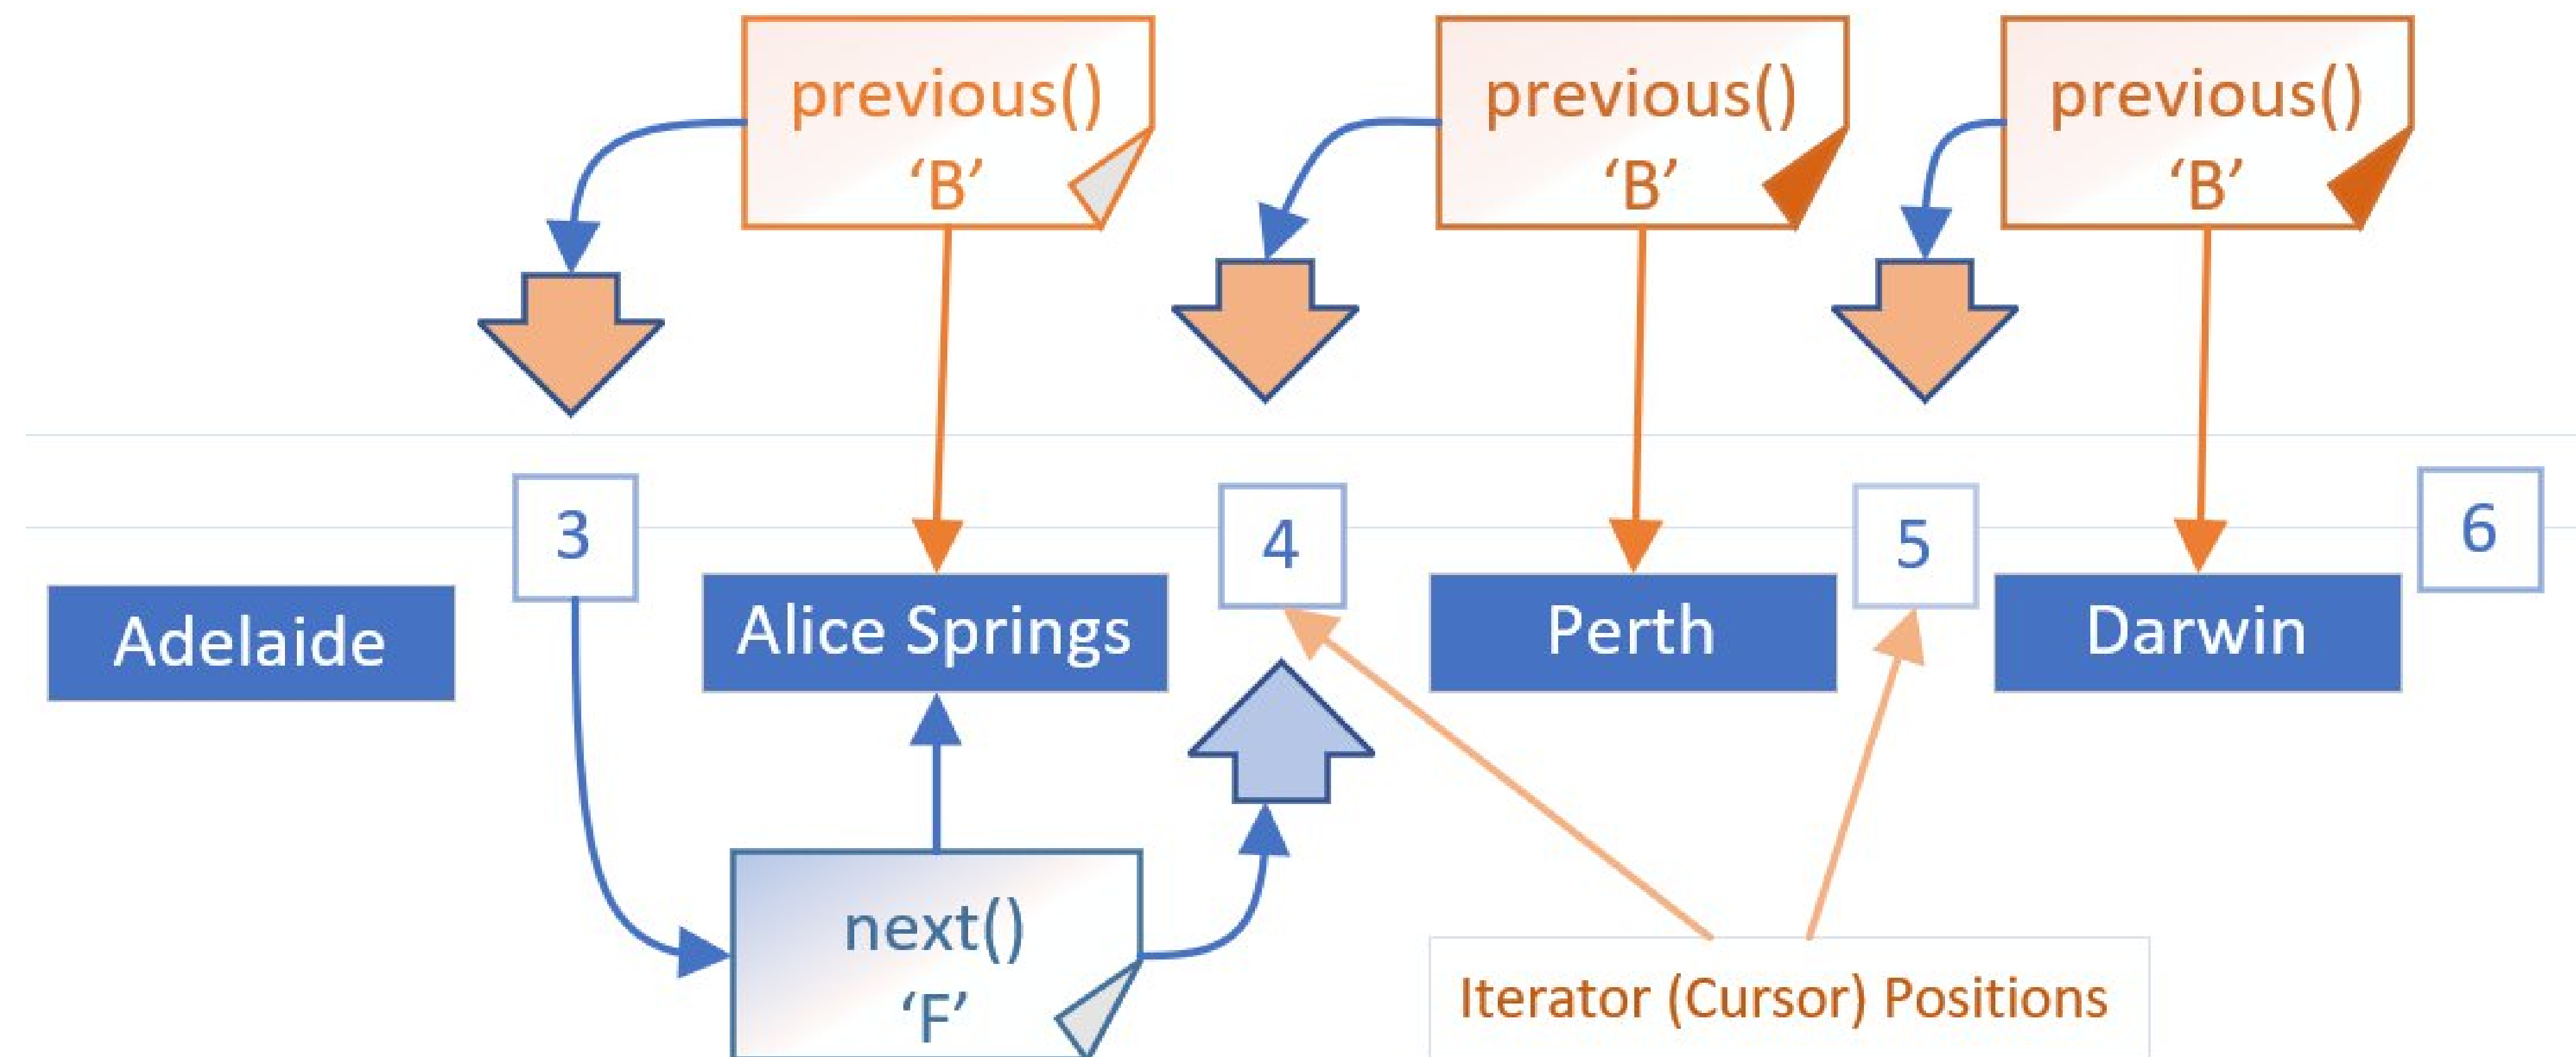 previous()
‘B’
previous()
‘B’
previous()
‘B’
3
4
5
6
Adelaide
Alice Springs
Perth
Darwin
next()
‘F’
Iterator (Cursor) Positions